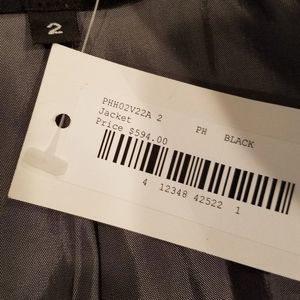 2
PHH02V22A 2
PH BLACK
Jacket
Price $594.00
4 12348 42522 1